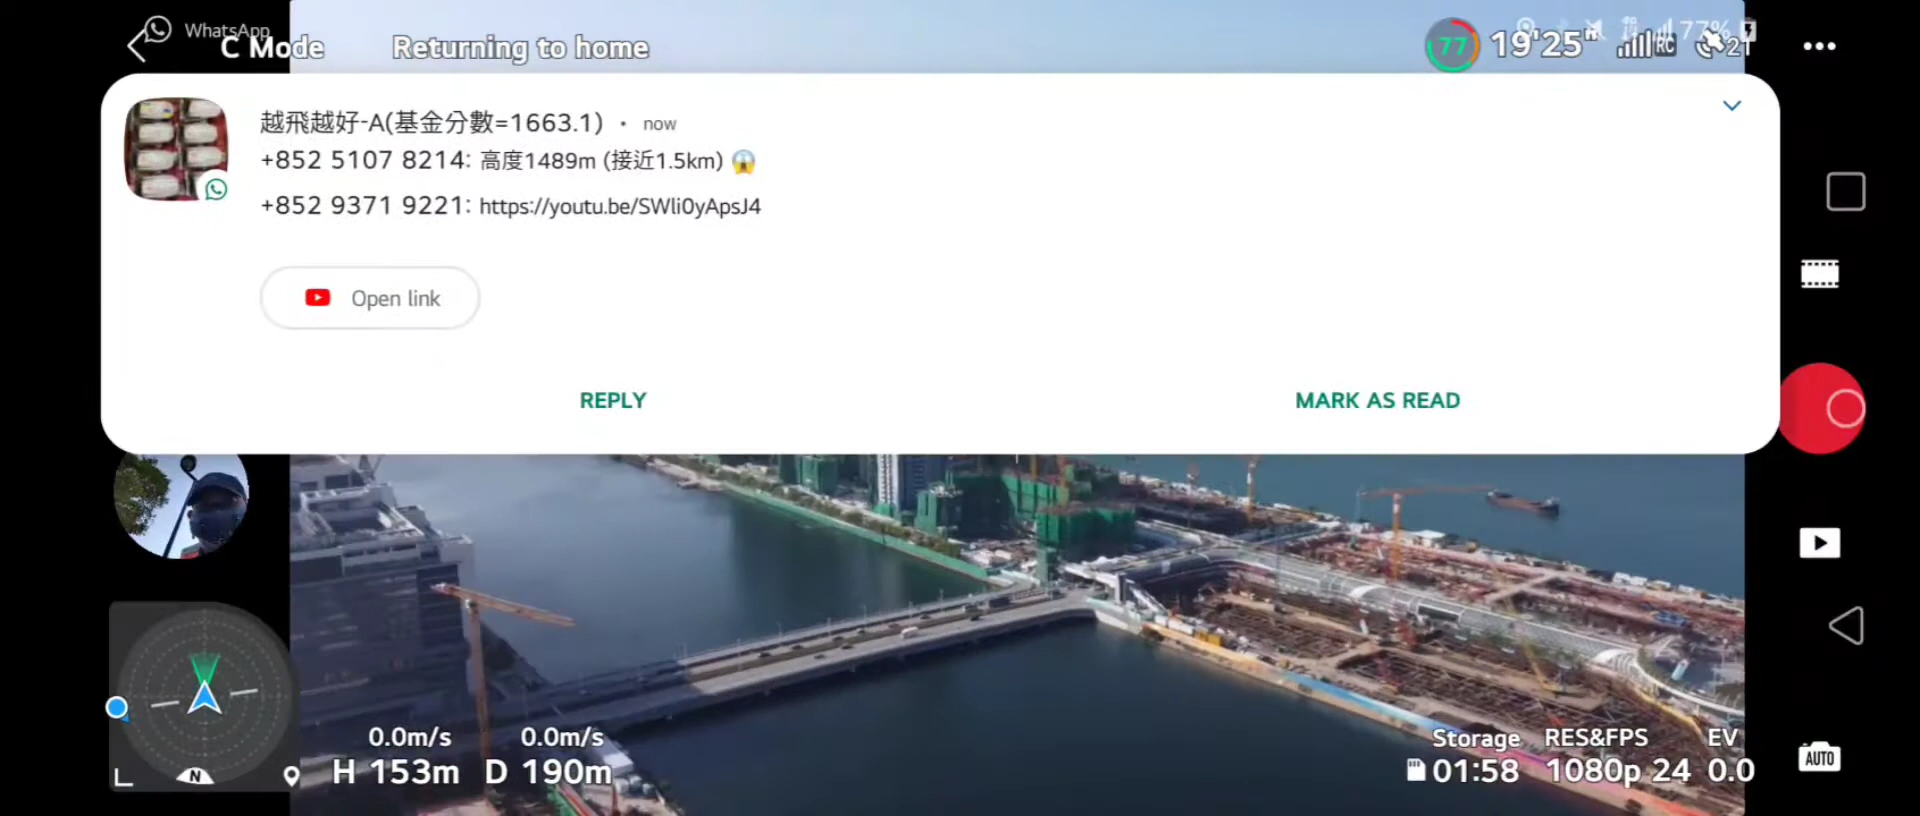 WhatsApp
C Mode
Returning to home
77
19'25"
RC
21
77%
越飛越好-A(基金分數=1663.1) • now
+852 5107 8214: 高度1489m (接近1.5km) 😱
+852 9371 9221: https://youtu.be/SWli0yApsJ4
Open link
REPLY
MARK AS READ
N
0.0m/s
0.0m/s
H 153m
D 190m
Storage
RES&FPS
EV
01:58
1080p 24
0.0
AUTO